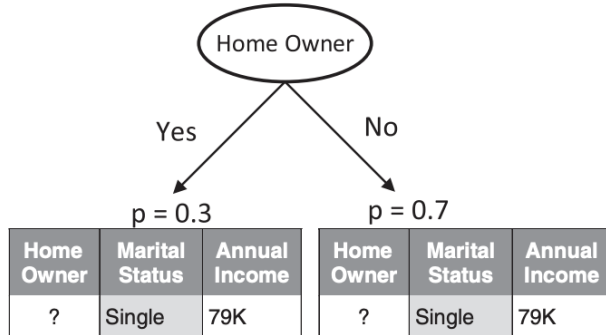 Home Owner
Yes
No
p = 0.3
p = 0.7
Home Owner Marital Status Annual Income
? Single 79K
Home Owner Marital Status Annual Income
? Single 79K